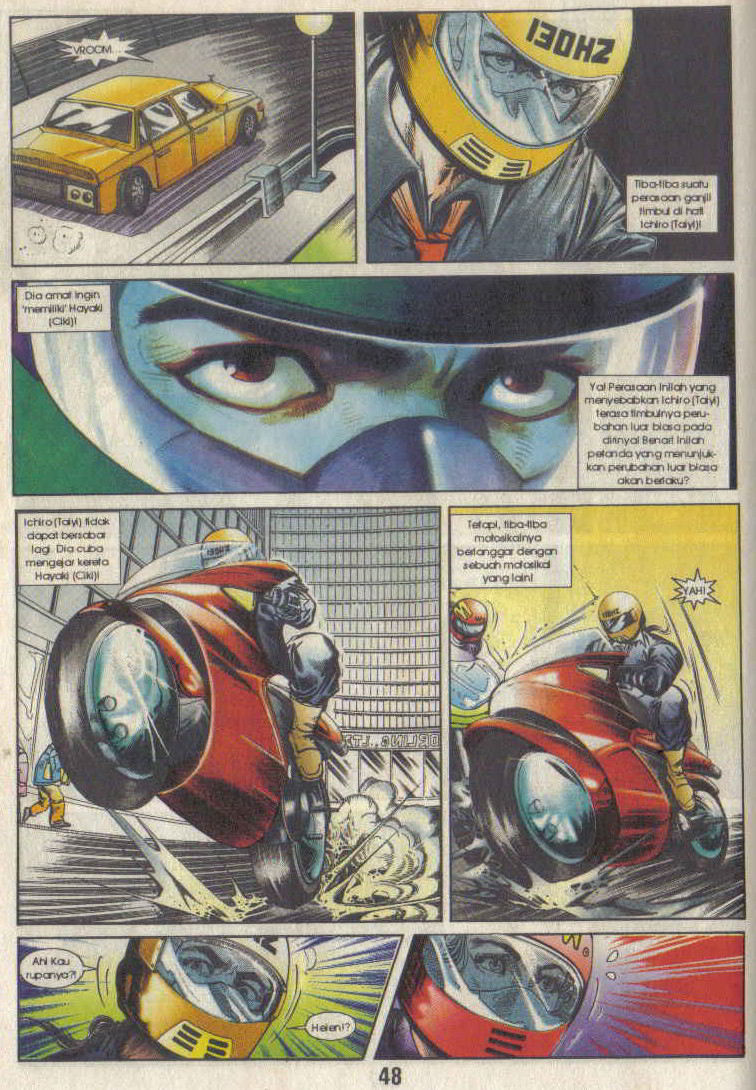 VROOM...
ZHOEI
Tiba-tiba suatu
perasaan ganjil
timbul di hati
Ichiro (Taiyi)!
Dia amat ingin
'memiliki' Hayaki
(Ciki)!
Ya! Perasaan inilah yang
menyebabkan Ichiro (Taiyi)
terasa timbulnya peru-
bahan luar biasa pada
dirinya! Benar! Inilah
petanda yang menunjuk-
kan perubahan luar biasa
akan berlaku?
Ichiro (Taiyi) tidak
dapat bersabar
lagi. Dia cuba
mengejar kereta
Hayaki (Ciki)!
Tetapi, tiba-tiba
motosikalnya
berlanggar dengan
sebuah motosikal
yang lain!
YAH!
Ah! Kau
rupanya?!
Helen!?
48